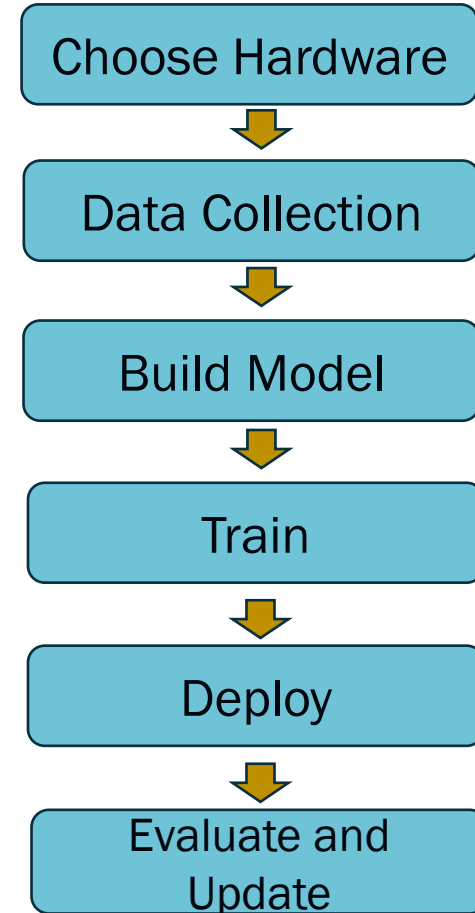 Choose Hardware
Data Collection
Build Model
Train
Deploy
Evaluate and
Update